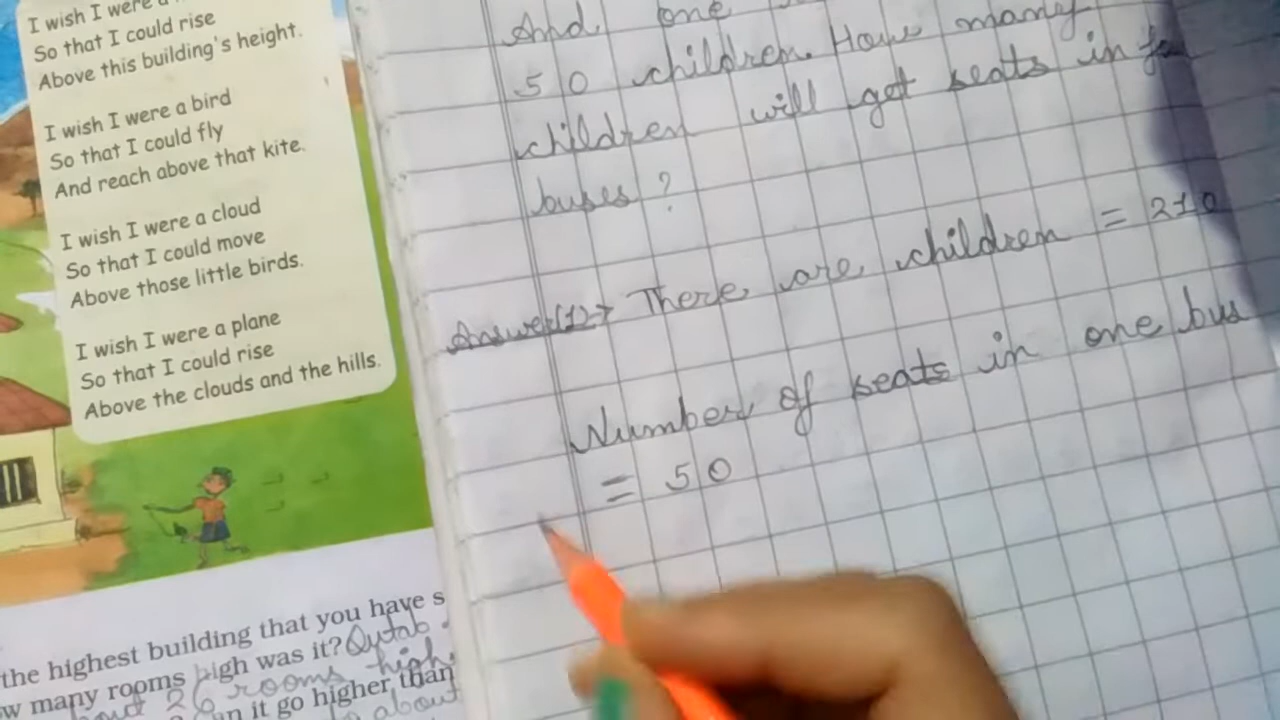 I wish I were a
So that I could rise
Above this building's height.
I wish I were a bird
So that I could fly
And reach above that kite.
I wish I were a cloud
So that I could move
Above those little birds.
I wish I were a plane
So that I could rise
Above the clouds and the hills.
the highest building that you have s
w many rooms high was it? Qutab
26 rooms high
an it go higher than
about
And one
50 children. How many
children will get seats in
buses?
Answer(1)→ There are children = 210
Number of seats in one bus
= 50